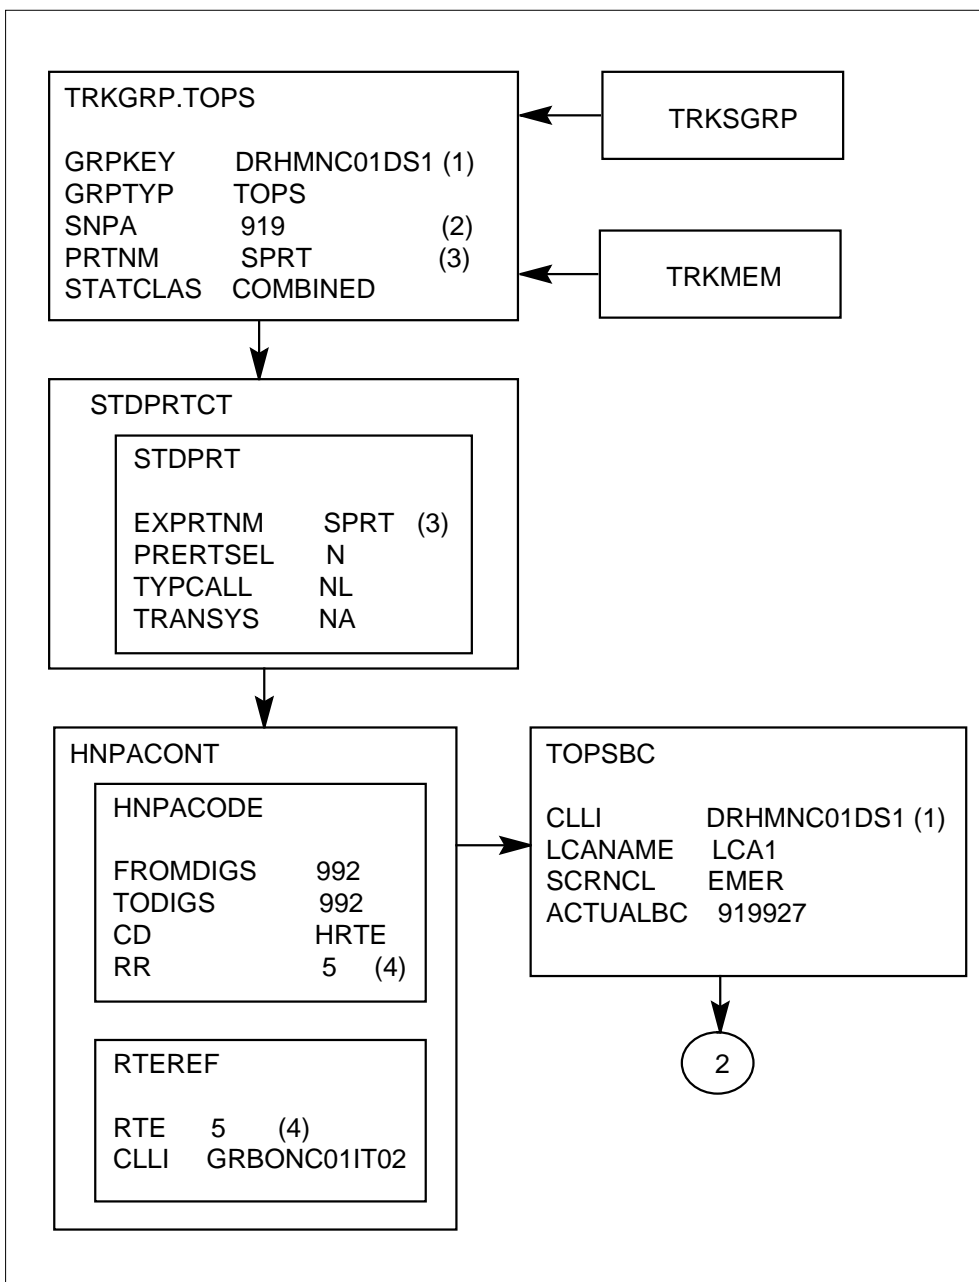 TRKGRP.TOPS
GRPKEY DRHMNC01DS1 (1)
GRPTYP TOPS
SNPA 919 (2)
PRTNM SPRT (3)
STATCLAS COMBINED
TRKSGRP
TRKMEM
STDPRTCT
STDPRT
EXPRTNM SPRT (3)
PRERTSEL N
TYPCALL NL
TRANSYS NA
HNPACONT
HNPACODE
FROMDIGS 992
TODIGS 992
CD HRTE
RR 5 (4)
RTEREF
RTE 5 (4)
CLLI GRBONC01IT02
TOPSBC
CLLI DRHMNC01DS1 (1)
LCANAME LCA1
SCRNCL EMER
ACTUALBC 919927
2